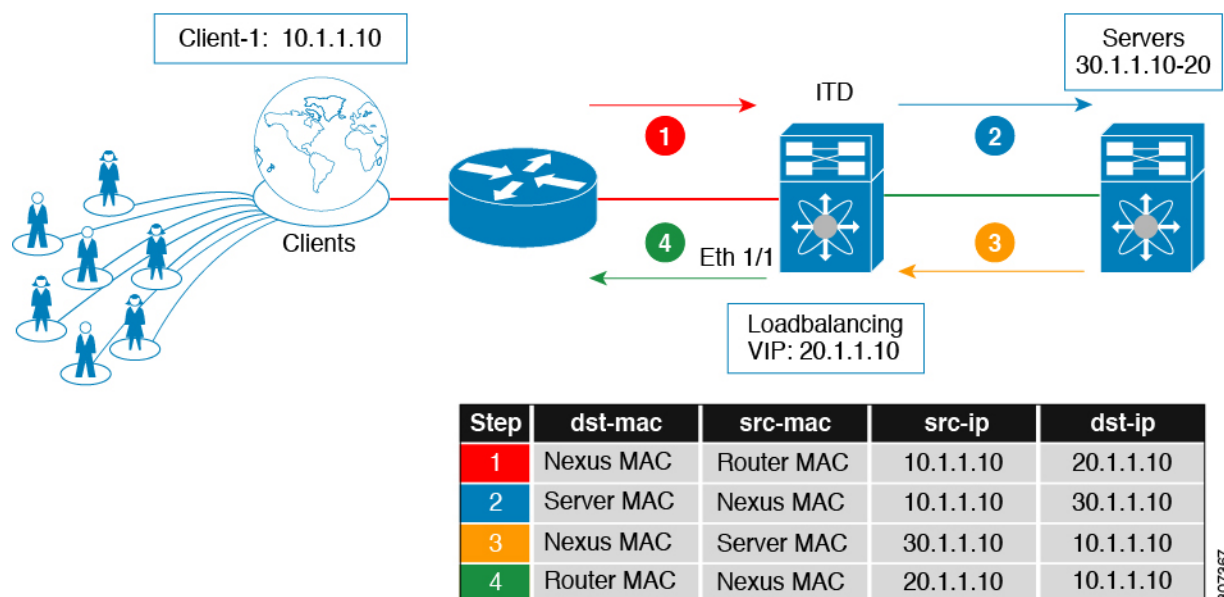 Client-1: 10.1.1.10
Servers
30.1.1.10-20
ITD
1
2
Clients
4
Eth 1/1
3
Loadbalancing
VIP: 20.1.1.10
Step dst-mac src-mac src-ip dst-ip
1 Nexus MAC Router MAC 10.1.1.10 20.1.1.10
2 Server MAC Nexus MAC 10.1.1.10 30.1.1.10
3 Nexus MAC Server MAC 30.1.1.10 10.1.1.10
4 Router MAC Nexus MAC 20.1.1.10 10.1.1.10